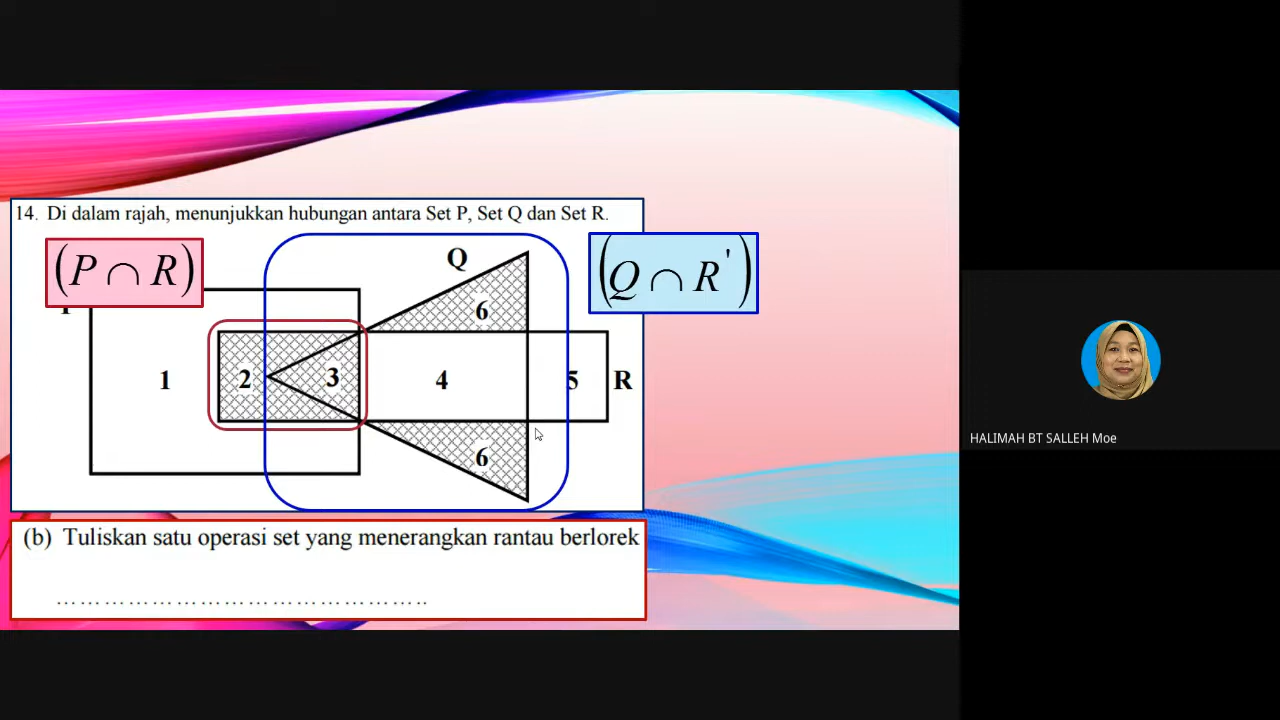 14. Di dalam rajah, menunjukkan hubungan antara Set P, Set Q dan Set R.
(P ∩ R)
Q
(Q ∩ R')
6
1
2
3
4
5
R
6
HALIMAH BT SALLEH Moe
(b) Tuliskan satu operasi set yang menerangkan rantau berlorek
………………………………………..